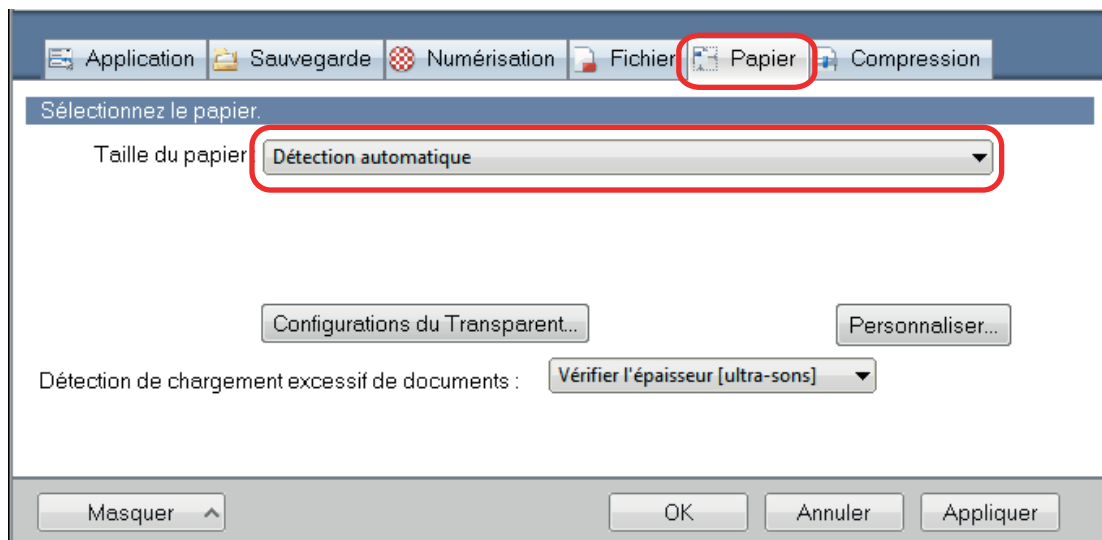 Application Sauvegarde Numérisation Fichier Papier Compression
Sélectionnez le papier.
Taille du papier : Détection automatique
Configurations du Transparent... Personnaliser...
Détection de chargement excessif de documents : Vérifier l'épaisseur [ultra-sons]
Masquer OK Annuler Appliquer